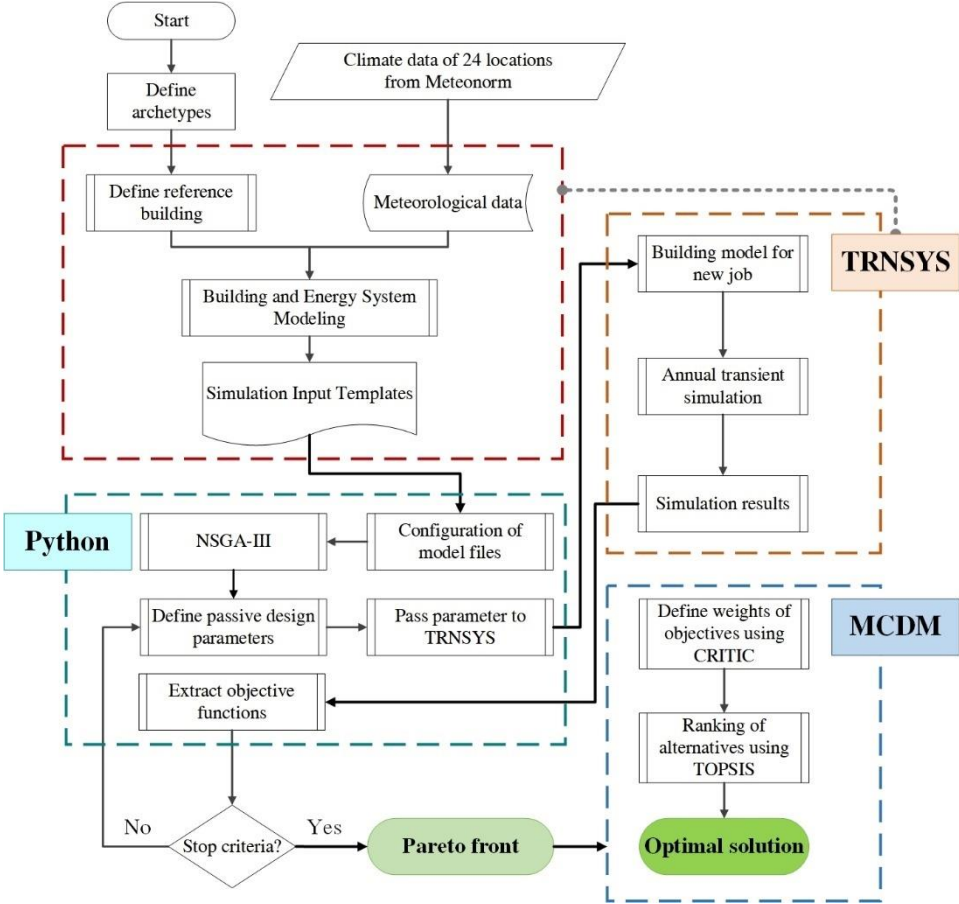 Start
Climate data of 24 locations
from Meteonorm
Define
archetypes
Define reference
building
Meteorological data
Building and Energy System
Modeling
Simulation Input Templates
Building model for
new job
TRNSYS
Annual transient
simulation
Simulation results
Python
NSGA-III
Configuration of
model files
Define passive design
parameters
Pass parameter to
TRNSYS
Extract objective
functions
Define weights of
objectives using
CRITIC
MCDM
Ranking of
alternatives using
TOPSIS
No
Stop criteria?
Yes
Pareto front
Optimal solution